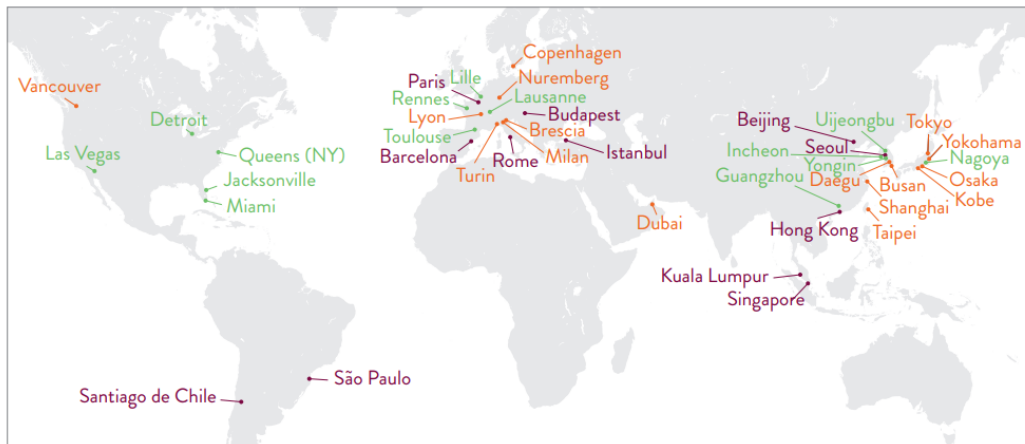 Vancouver
Detroit
Las Vegas
Queens (NY)
Jacksonville
Miami
Santiago de Chile
São Paulo
Copenhagen
Lille
Nuremberg
Paris
Rennes
Lausanne
Lyon
Budapest
Toulouse
Brescia
Barcelona
Rome
Milan
Istanbul
Turin
Dubai
Beijing
Uijeongbu
Tokyo
Seoul
Yokohama
Incheon
Yongin
Nagoya
Guangzhou
Daegu
Busan
Osaka
Shanghai
Kobe
Hong Kong
Taipei
Kuala Lumpur
Singapore